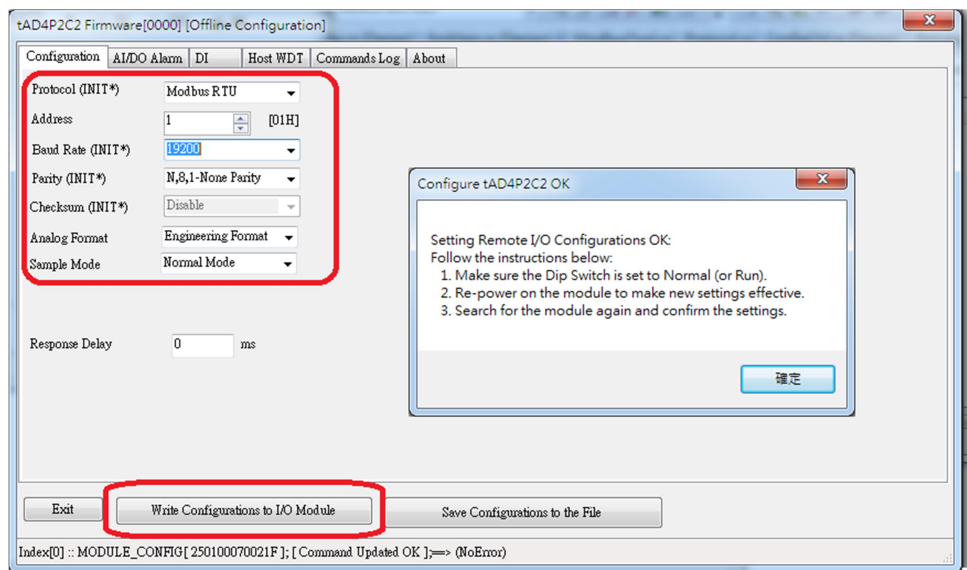 tAD4P2C2 Firmware[0000] [Offline Configuration]
Configuration AI/DO Alarm DI Host WDT Commands Log About
Protocol (INIT*) Modbus RTU
Address 1 [01H]
Baud Rate (INIT*) 19200
Parity (INIT*) N,8,1-None Parity
Checksum (INIT*) Disable
Analog Format Engineering Format
Sample Mode Normal Mode
Response Delay 0 ms
Configure tAD4P2C2 OK
Setting Remote I/O Configurations OK:
Follow the instructions below:
1. Make sure the Dip Switch is set to Normal (or Run).
2. Re-power on the module to make new settings effective.
3. Search for the module again and confirm the settings.
確定
Exit Write Configurations to I/O Module Save Configurations to the File
Index[0] :: MODULE_CONFIG[ 250100070021F ]; [ Command Updated OK ];==> (NoError)